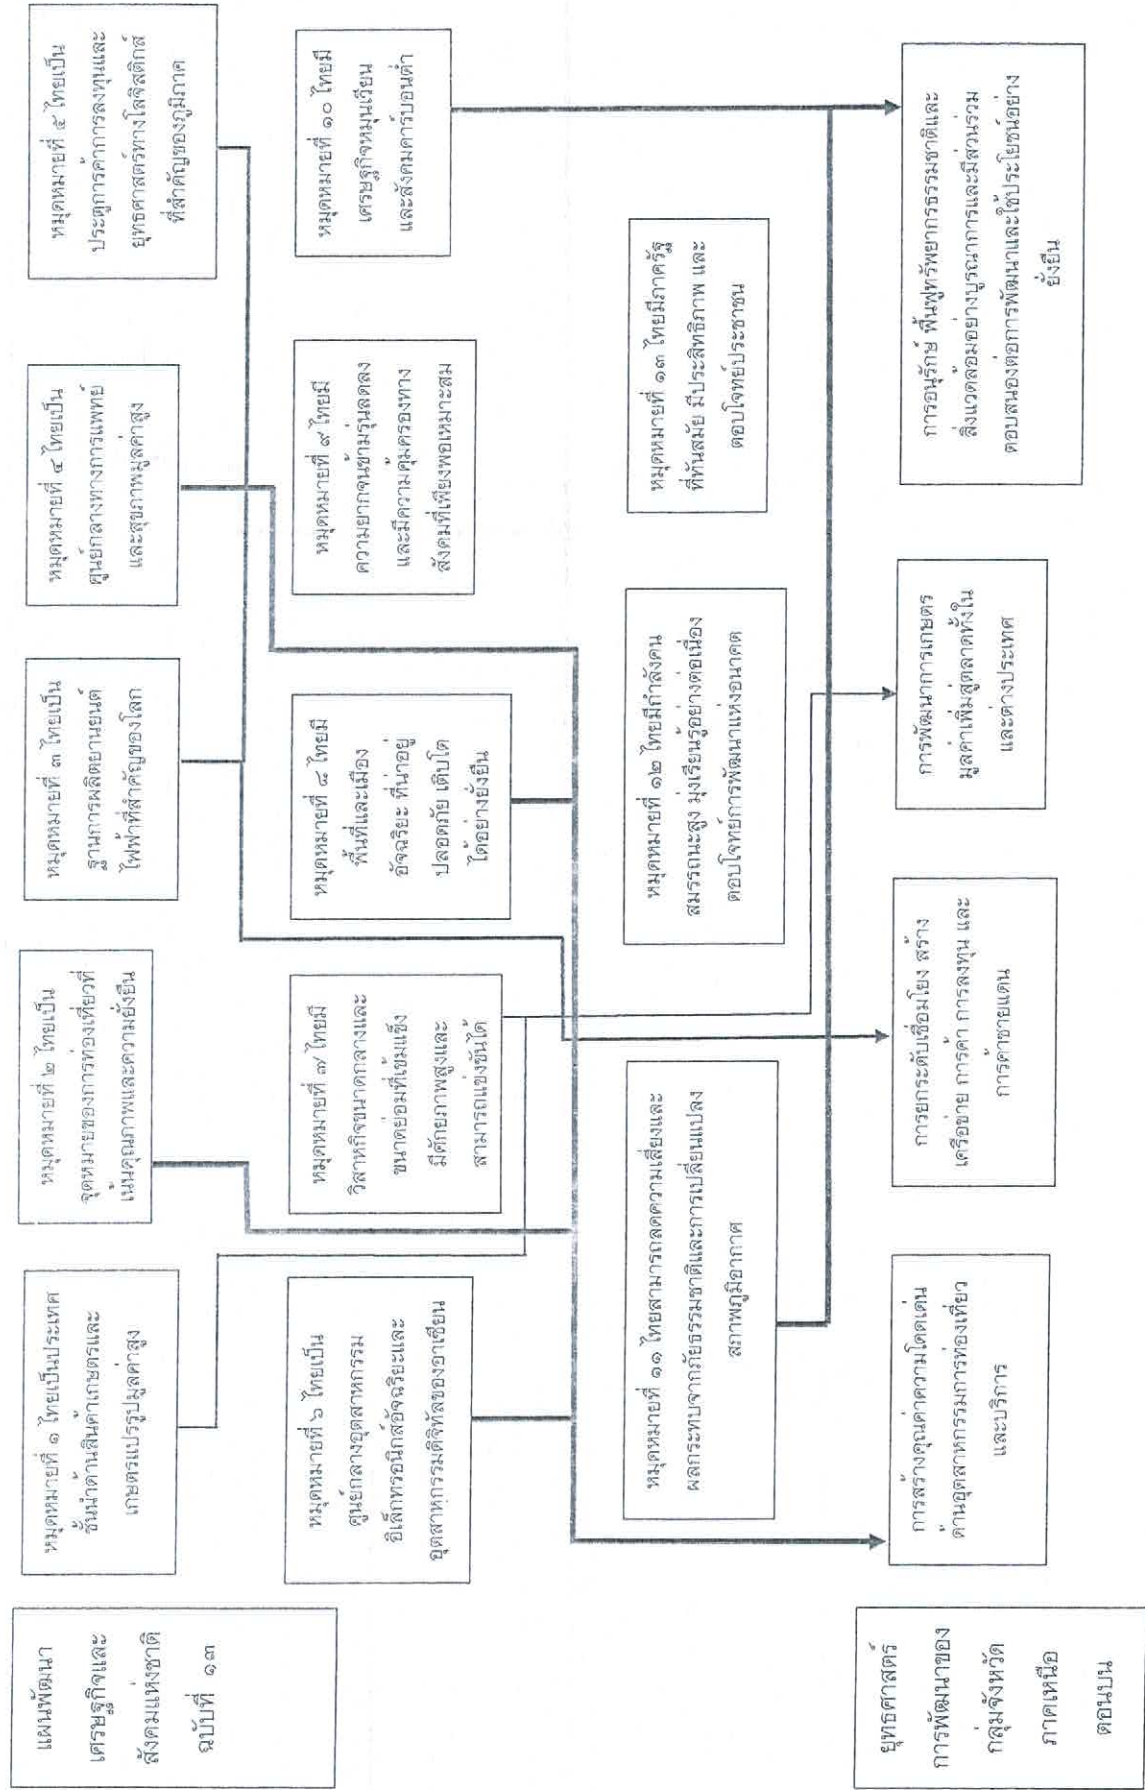 แผนพัฒนา
เศรษฐกิจและ
สังคมแห่งชาติ
ฉบับที่ ๑๓
หมุดหมายที่ ๑ ไทยเป็นประเทศ
ชั้นนำด้านสินค้าเกษตรและ
เกษตรแปรรูปมูลค่าสูง
หมุดหมายที่ ๒ ไทยเป็น
จุดหมายของการท่องเที่ยวที่
เน้นคุณภาพและความยั่งยืน
หมุดหมายที่ ๓ ไทยเป็น
ฐานการผลิตยานยนต์
ไฟฟ้าที่สำคัญของโลก
หมุดหมายที่ ๔ ไทยเป็น
ศูนย์กลางทางการแพทย์
และสุขภาพมูลค่าสูง
หมุดหมายที่ ๕ ไทยเป็น
ประตูการค้าการลงทุนและ
ยุทธศาสตร์ทางโลจิสติกส์
ที่สำคัญของภูมิภาค
หมุดหมายที่ ๖ ไทยเป็น
ศูนย์กลางอุตสาหกรรม
อิเล็กทรอนิกส์อัจฉริยะและ
อุตสาหกรรมดิจิทัลของอาเซียน
หมุดหมายที่ ๗ ไทยมี
วิสาหกิจขนาดกลางและ
ขนาดย่อมที่เข้มแข็ง
มีศักยภาพสูงและ
สามารถแข่งขันได้
หมุดหมายที่ ๘ ไทยมี
พื้นที่และเมือง
อัจฉริยะ ที่น่าอยู่
ปลอดภัย เติบโต
ได้อย่างยั่งยืน
หมุดหมายที่ ๙ ไทยมี
ความยากจนข้ามรุ่นลดลง
และมีความคุ้มครองทาง
สังคมที่เพียงพอเหมาะสม
หมุดหมายที่ ๑๐ ไทยมี
เศรษฐกิจหมุนเวียน
และสังคมคาร์บอนต่ำ
หมุดหมายที่ ๑๑ ไทยสามารถลดความเสี่ยงและ
ผลกระทบจากภัยธรรมชาติและการเปลี่ยนแปลง
สภาพภูมิอากาศ
หมุดหมายที่ ๑๒ ไทยมีกำลังคน
สมรรถนะสูง มุ่งเรียนรู้อย่างต่อเนื่อง
ตอบโจทย์การพัฒนาแห่งอนาคต
หมุดหมายที่ ๑๓ ไทยมีภาครัฐ
ที่ทันสมัย มีประสิทธิภาพ และ
ตอบโจทย์ประชาชน
ยุทธศาสตร์
การพัฒนาของ
กลุ่มจังหวัด
ภาคเหนือ
ตอนบน
การสร้างคุณค่าความโดดเด่น
ด้านอุตสาหกรรมการท่องเที่ยว
และบริการ
การยกระดับเชื่อมโยง สร้าง
เครือข่าย การค้า การลงทุน และ
การค้าชายแดน
การพัฒนาการเกษตร
มูลค่าเพิ่มสู่ตลาดทั้งใน
และต่างประเทศ
การอนุรักษ์ ฟื้นฟูทรัพยากรธรรมชาติและ
สิ่งแวดล้อมอย่างบูรณาการและมีส่วนร่วม
ตอบสนองต่อการพัฒนาและใช้ประโยชน์อย่าง
ยั่งยืน